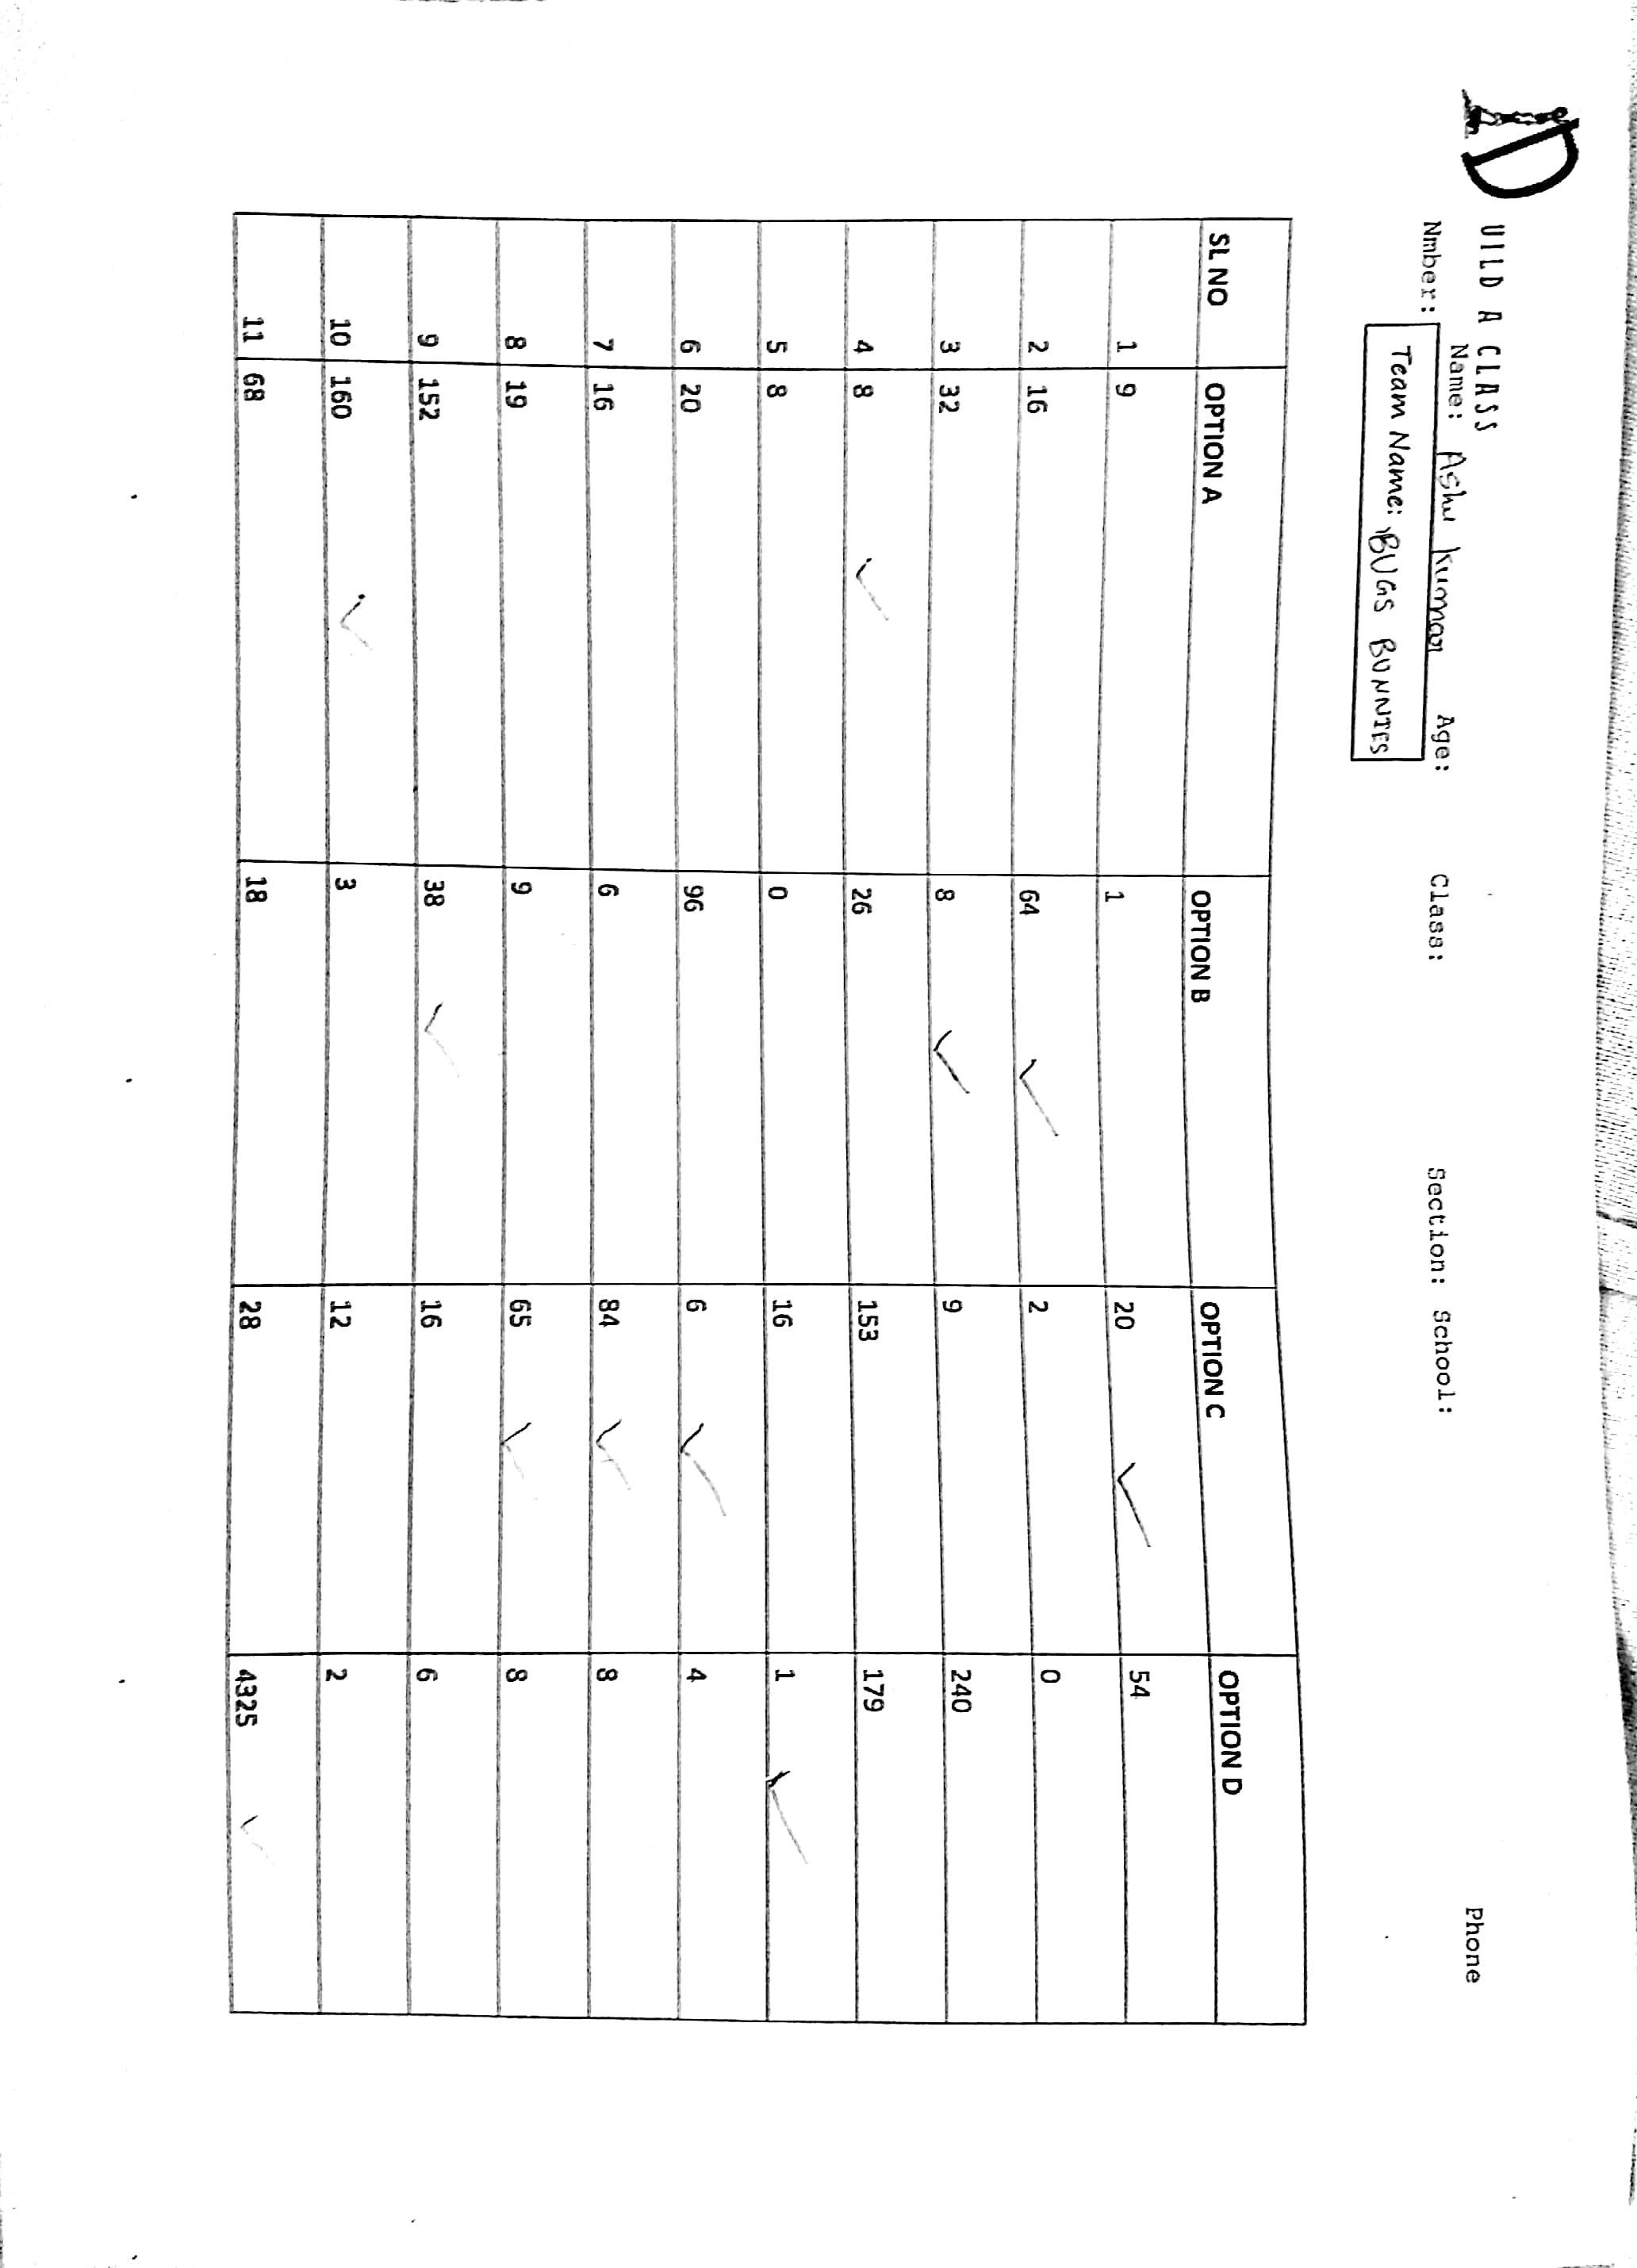 D UILD A CLASS
Phone
Name: Ashu Kumar Age: Class: Section: School:
Nmber:
Team Name: BUGS BUNNIES
SL NO OPTION A OPTION B OPTION C OPTION D
1 9 1 20 ✓ 54
2 16 64 ✓ 2 0
3 32 8 ✓ 9 240
4 8 ✓ 26 153 179
5 8 0 16 1 ✓
6 20 96 6 ✓ 4
7 16 6 84 ✓ 8
8 19 9 65 ✓ 8
9 152 38 ✓ 16 6
10 160 ✓ 3 12 2
11 68 18 28 4325 ✓